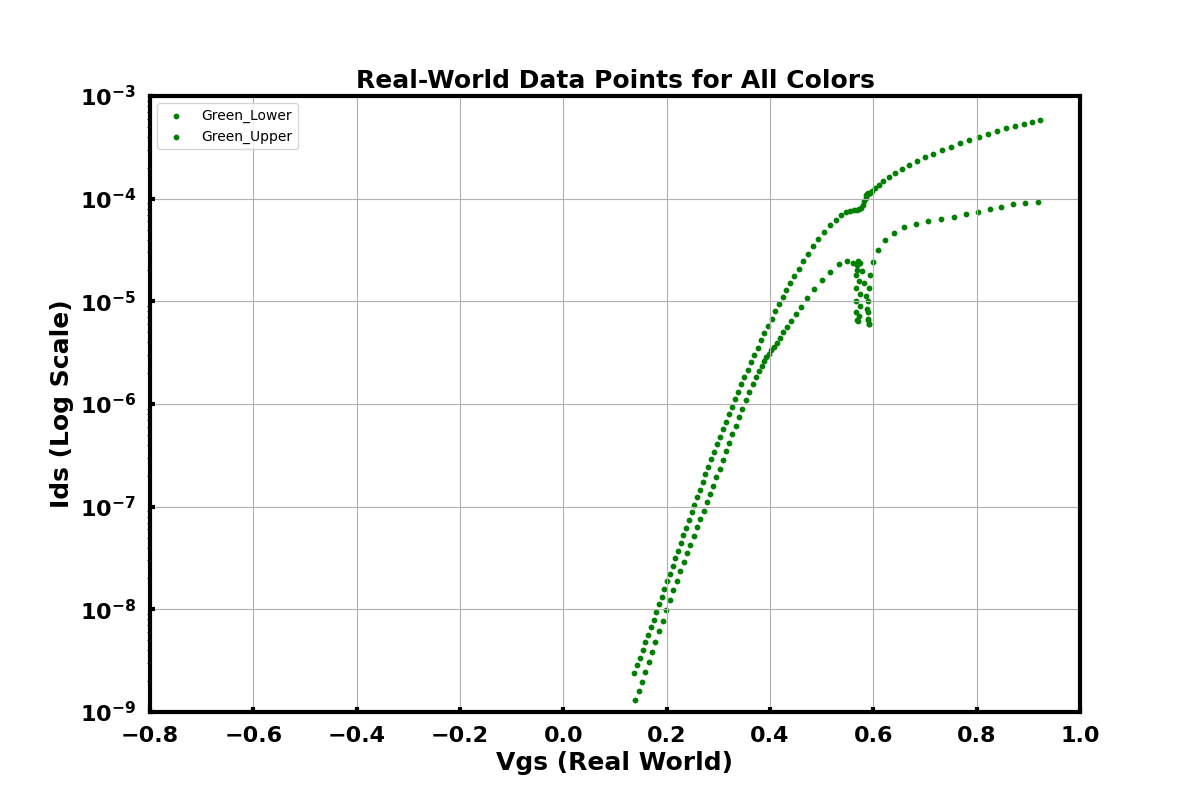 Real-World Data Points for All Colors
Green_Lower
Green_Upper
10⁻³
10⁻⁴
10⁻⁵
10⁻⁶
10⁻⁷
10⁻⁸
10⁻⁹
Ids (Log Scale)
−0.8 −0.6 −0.4 −0.2 0.0 0.2 0.4 0.6 0.8 1.0
Vgs (Real World)